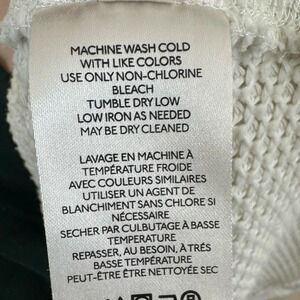 MACHINE WASH COLD
WITH LIKE COLORS
USE ONLY NON-CHLORINE
BLEACH
TUMBLE DRY LOW
LOW IRON AS NEEDED
MAY BE DRY CLEANED
LAVAGE EN MACHINE À
TEMPÉRATURE FROIDE
AVEC COULEURS SIMILAIRES
UTILISER UN AGENT DE
BLANCHIMENT SANS CHLORE SI
NÉCESSAIRE
SECHER PAR CULBUTAGE À BASSE
TEMPERATURE
REPASSER, AU BESOIN, À TRÉS
BASSE TEMPÉRATURE
PEUT-ÊTRE ÊTRE NETTOYÉE SEC